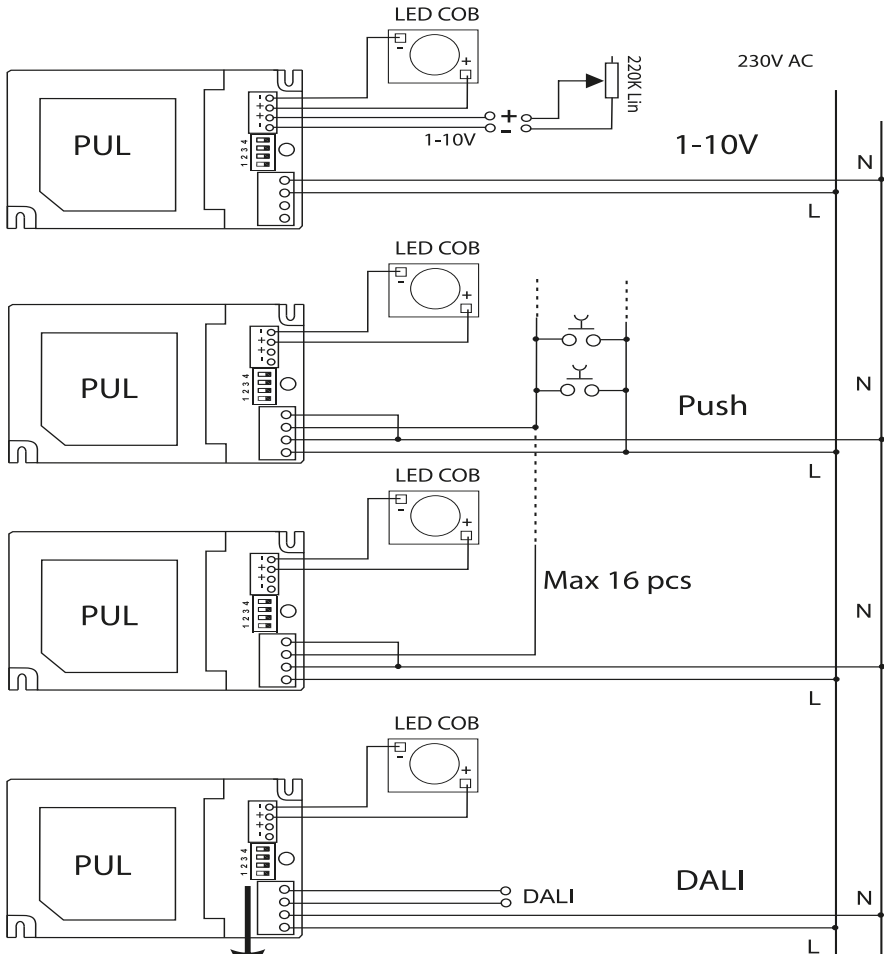 LED COB
-
+
230V AC
220K Lin
PUL
-
+
+
-
1 2 3 4
+
-
1-10V
1-10V
N
L
LED COB
-
+
PUL
-
+
+
-
1 2 3 4
Push
N
L
LED COB
-
+
PUL
-
+
+
-
1 2 3 4
Max 16 pcs
N
L
LED COB
-
+
PUL
-
+
+
-
1 2 3 4
DALI
DALI
N
L